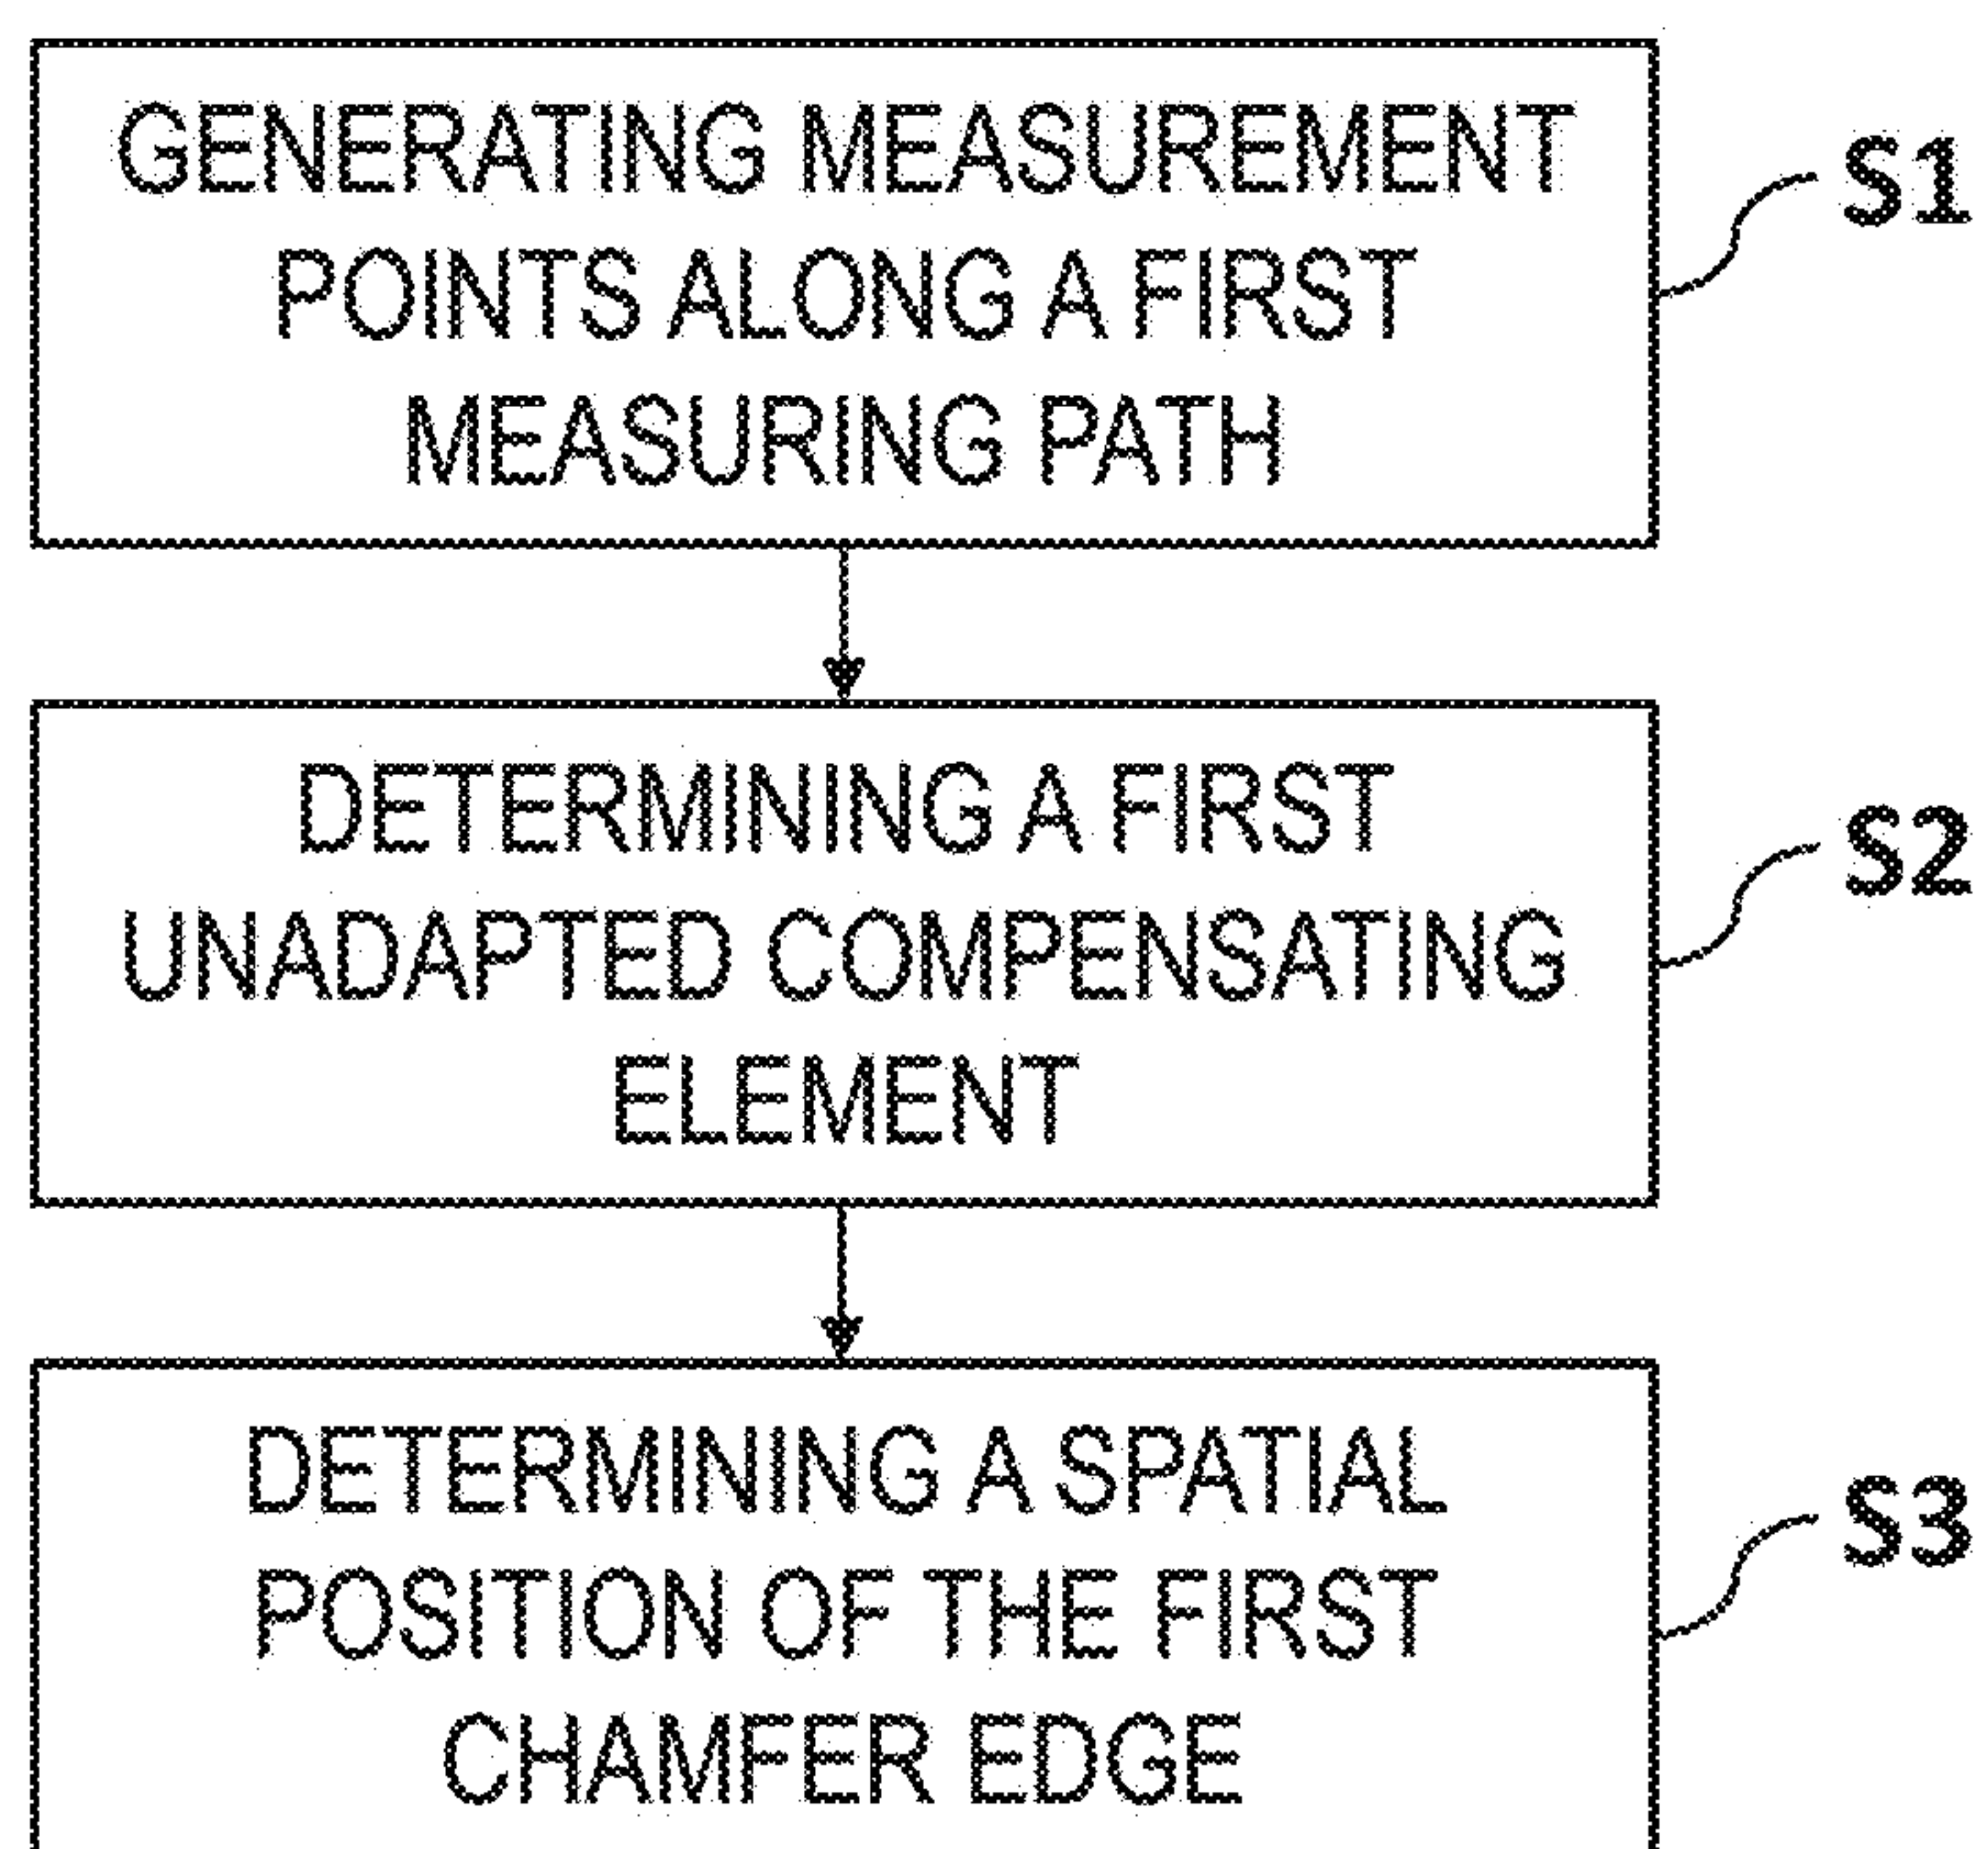 GENERATING MEASUREMENT
POINTS ALONG A FIRST
MEASURING PATH
S1
DETERMINING A FIRST
UNADAPTED COMPENSATING
ELEMENT
S2
DETERMINING A SPATIAL
POSITION OF THE FIRST
CHAMFER EDGE
S3